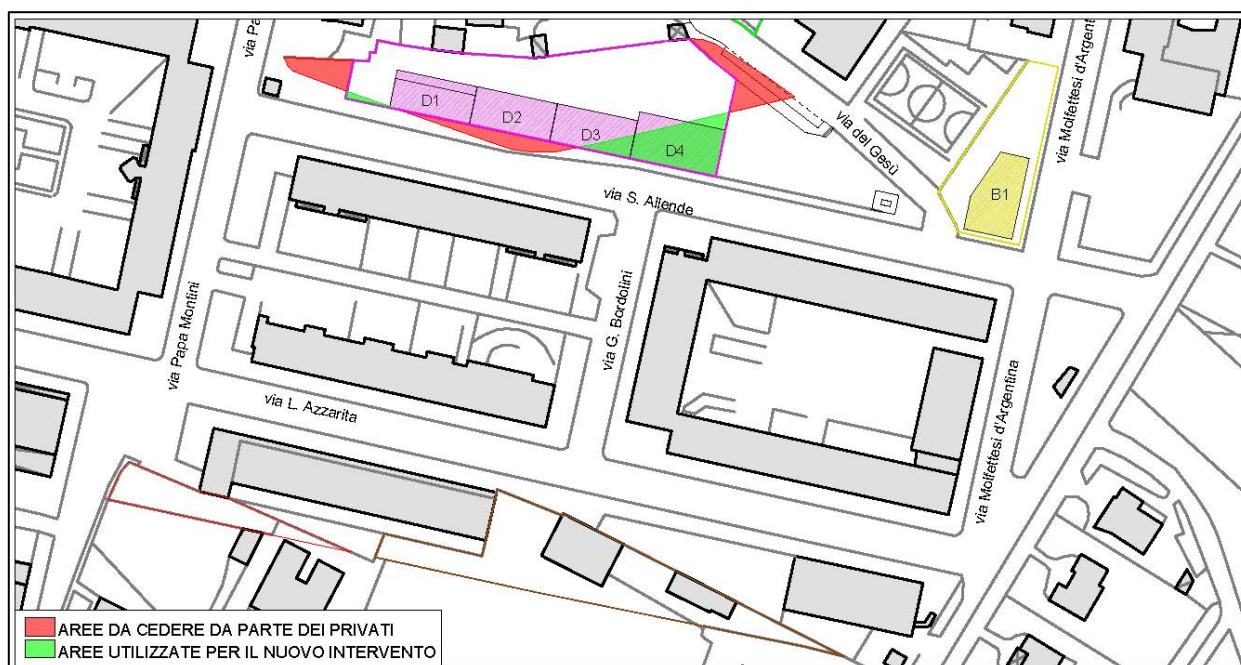 via Pa
via Molfettesi d'Argent
D1
D2
D3
D4
via del Gesù
B1
via S. Allende
via Papa Montini
via G. Bordolini
via Molfettesi d'Argentina
via L. Azzarita
AREE DA CEDERE DA PARTE DEI PRIVATI
AREE UTILIZZATE PER IL NUOVO INTERVENTO